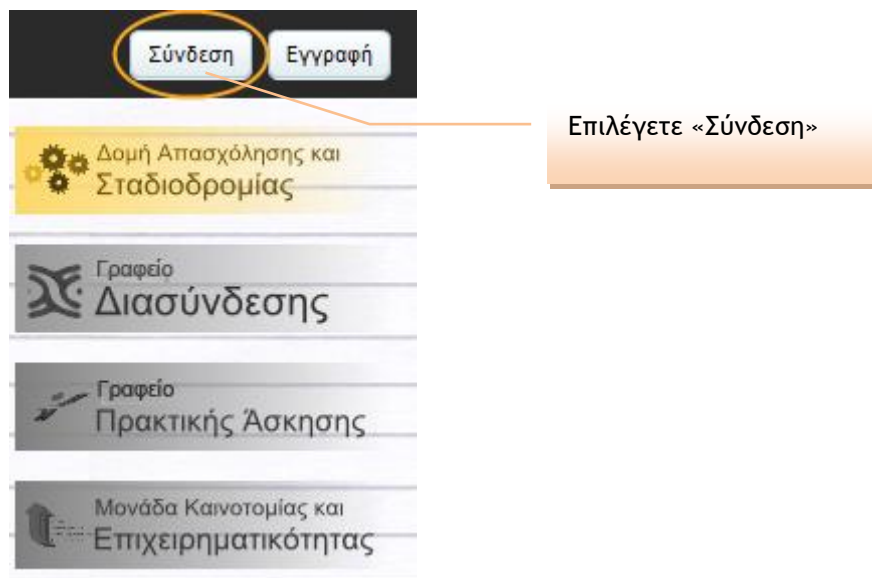 Σύνδεση Εγγραφή
Επιλέγετε «Σύνδεση»
Δομή Απασχόλησης και
Σταδιοδρομίας
Γραφείο
Διασύνδεσης
Γραφείο
Πρακτικής Άσκησης
Μονάδα Καινοτομίας και
Επιχειρηματικότητας